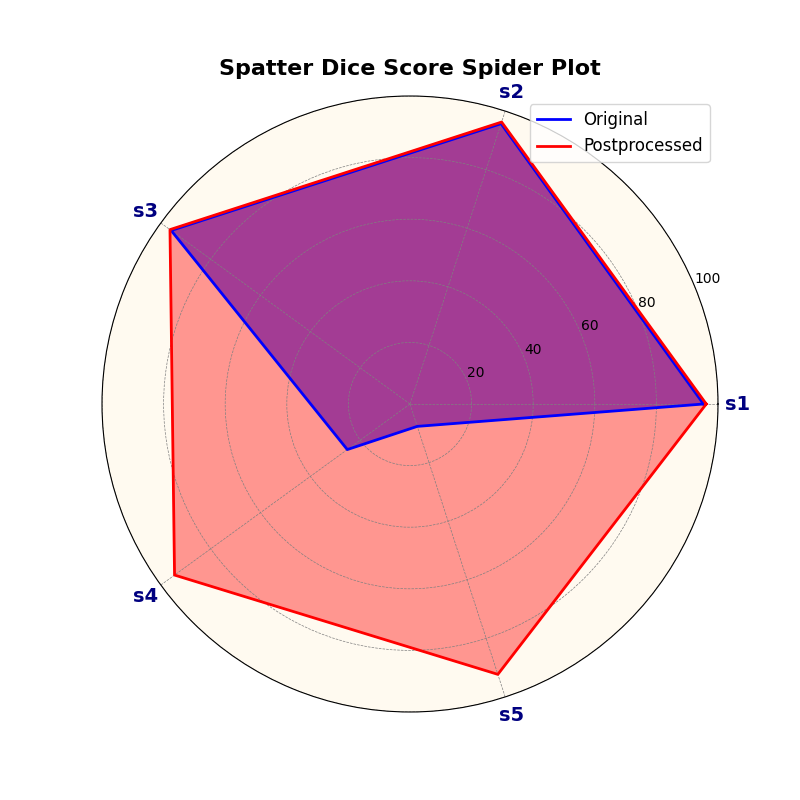 Spatter Dice Score Spider Plot
s2
Original
Postprocessed
s3
100
80
60
40
20
s1
s4
s5